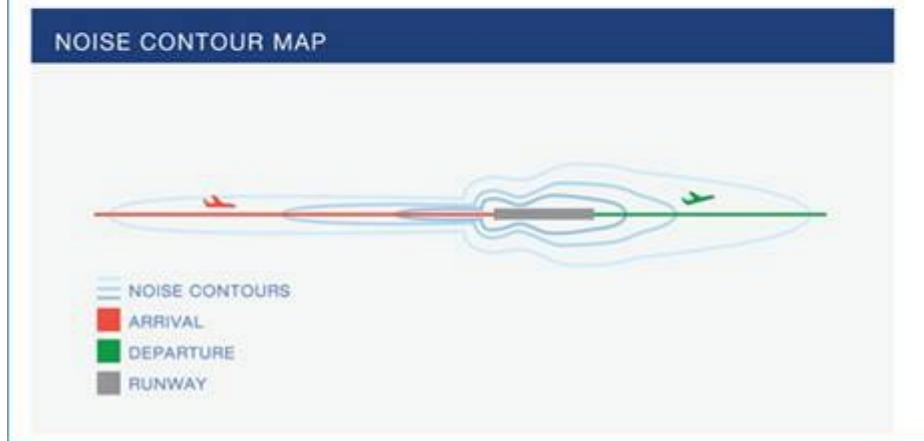 NOISE CONTOUR MAP
NOISE CONTOURS
ARRIVAL
DEPARTURE
RUNWAY